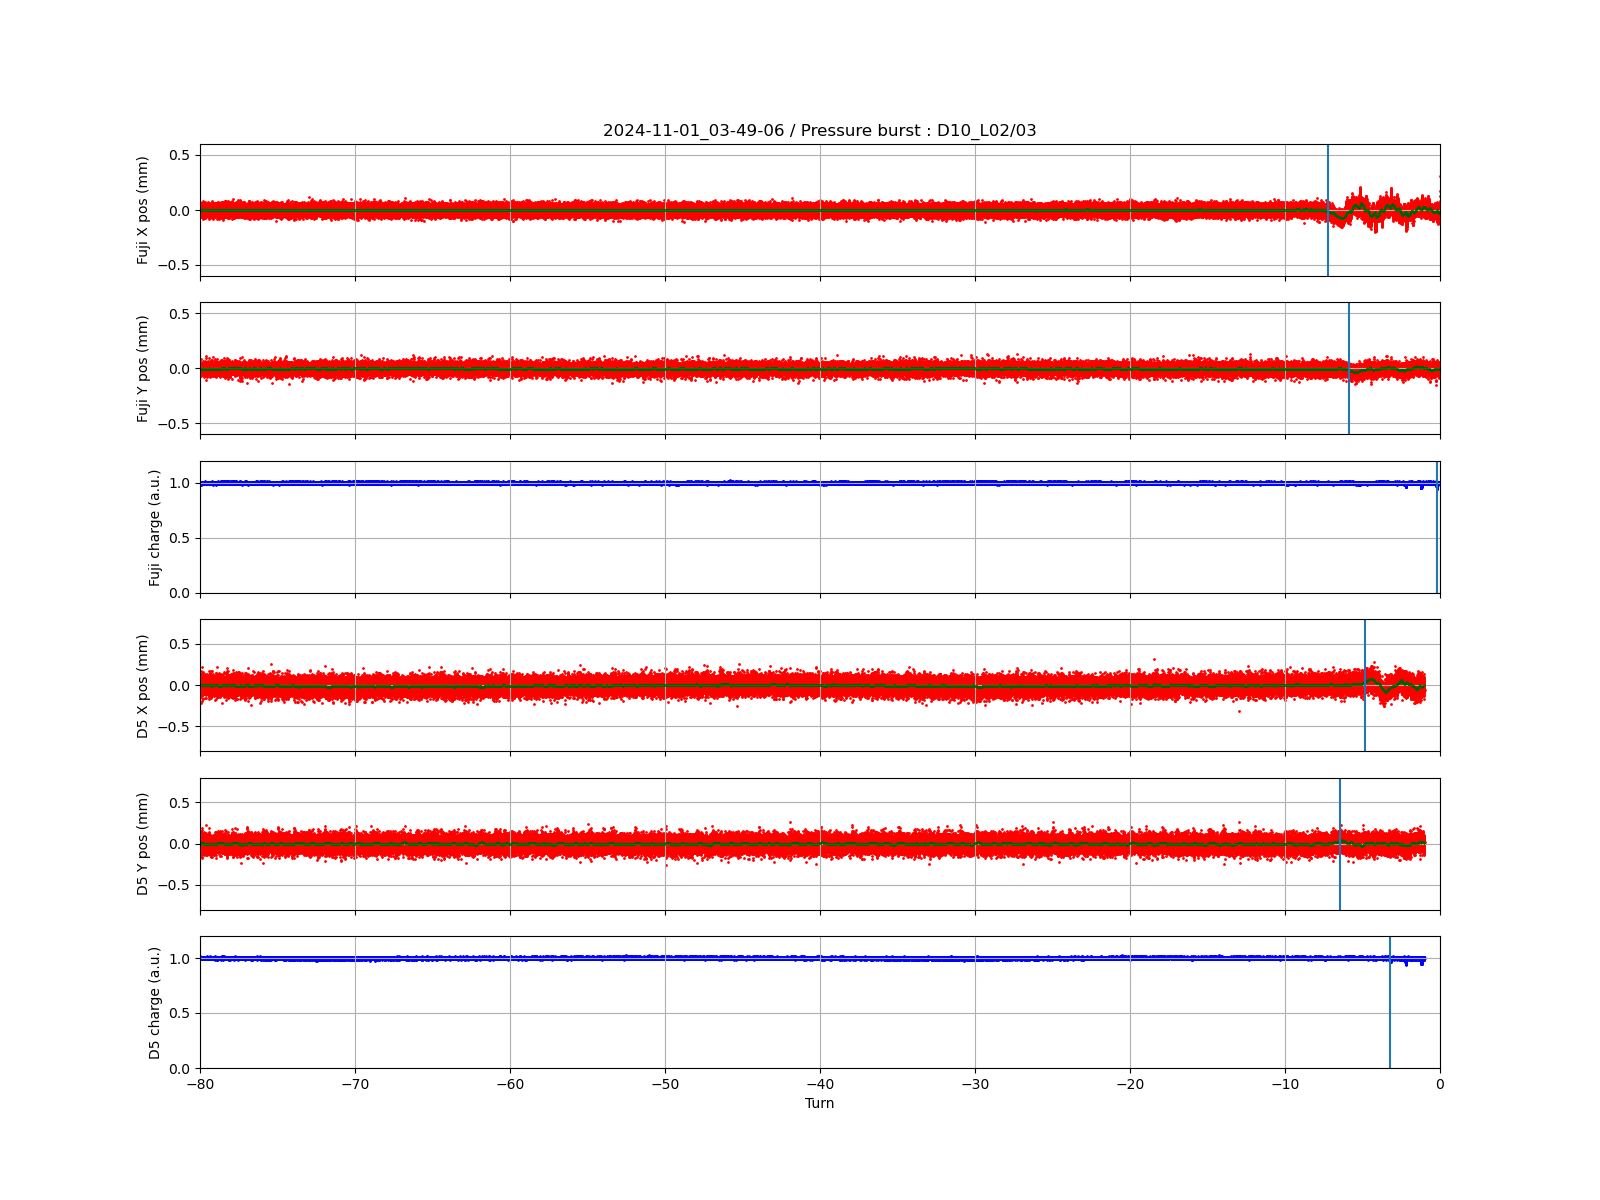 2024-11-01_03-49-06 / Pressure burst : D10_L02/03
Fuji X pos (mm)
0.5
0.0
−0.5
Fuji Y pos (mm)
0.5
0.0
−0.5
Fuji charge (a.u.)
1.0
0.5
0.0
D5 X pos (mm)
0.5
0.0
−0.5
D5 Y pos (mm)
0.5
0.0
−0.5
D5 charge (a.u.)
1.0
0.5
0.0
−80 −70 −60 −50 −40 −30 −20 −10 0
Turn